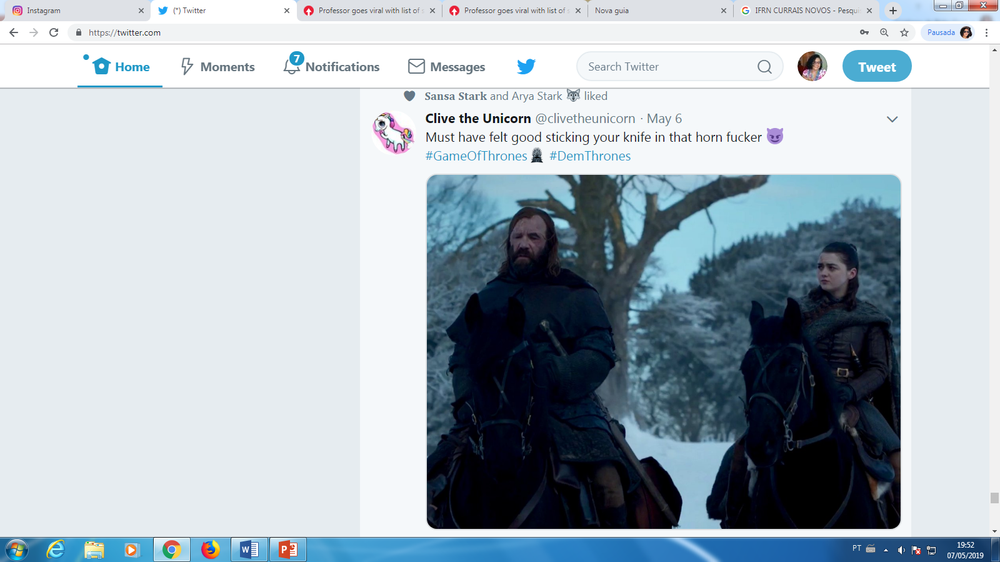 Instagram
(*) Twitter
Professor goes viral with list of s
Professor goes viral with list of s
Nova guia
IFRN CURRAIS NOVOS - Pesqui
https://twitter.com
Pausada
Home
Moments
7
Notifications
Messages
Search Twitter
Tweet
Sansa Stark and Arya Stark liked
Clive the Unicorn @clivetheunicorn · May 6
Must have felt good sticking your knife in that horn fucker
#GameOfThrones #DemThrones
PT
19:52
07/05/2019